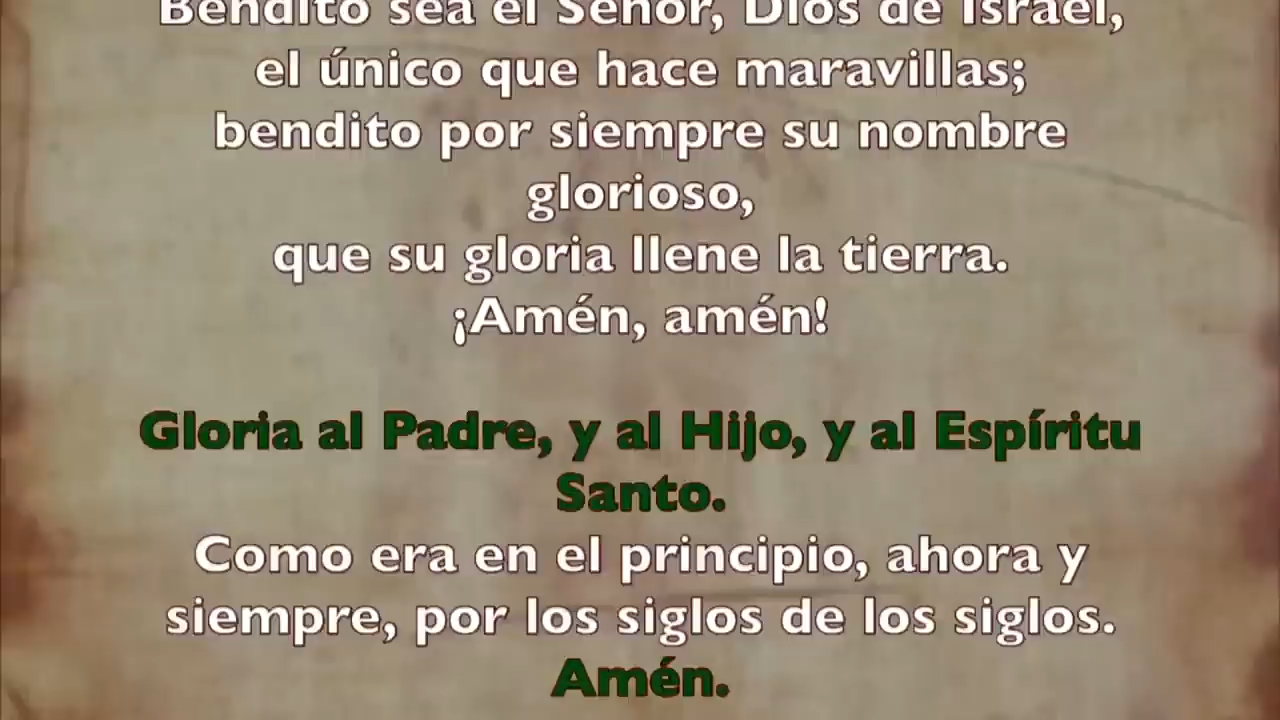 Bendito sea el Señor, Dios de Israel,
el único que hace maravillas;
bendito por siempre su nombre
glorioso,
que su gloria llene la tierra.
¡Amén, amén!
Gloria al Padre, y al Hijo, y al Espíritu
Santo.
Como era en el principio, ahora y
siempre, por los siglos de los siglos.
Amén.